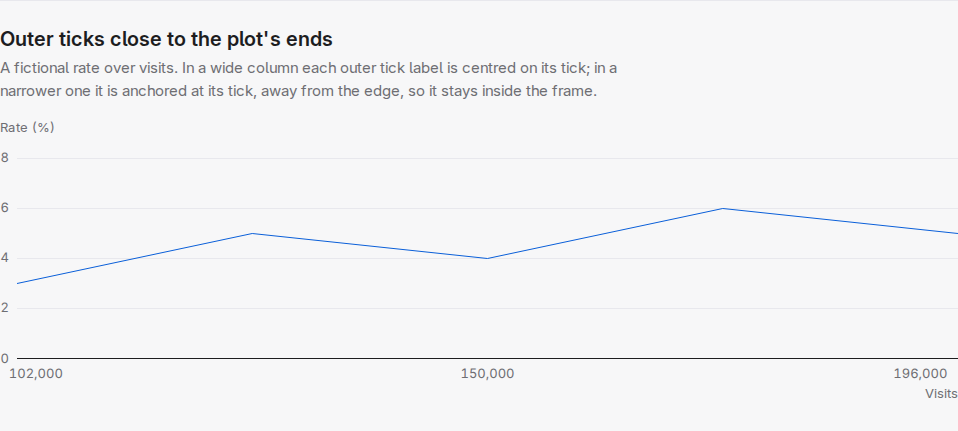 Outer ticks close to the plot's ends
A fictional rate over visits. In a wide column each outer tick label is centred on its tick; in a
narrower one it is anchored at its tick, away from the edge, so it stays inside the frame.
Rate (%)
8
6
4
2
0
102,000 150,000 196,000
Visits